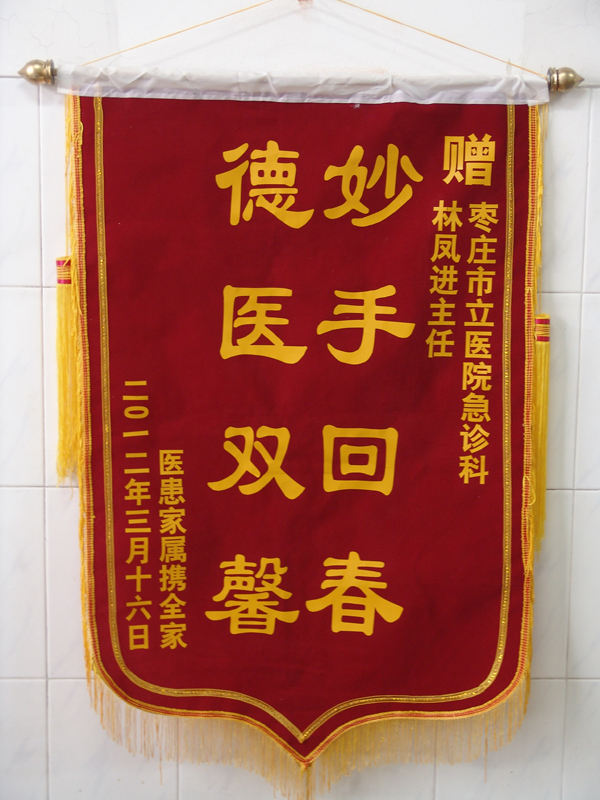 赠
枣庄市立医院急诊科
林凤进主任
妙手回春
德医双馨
医患家属携全家
二〇一二年三月十六日